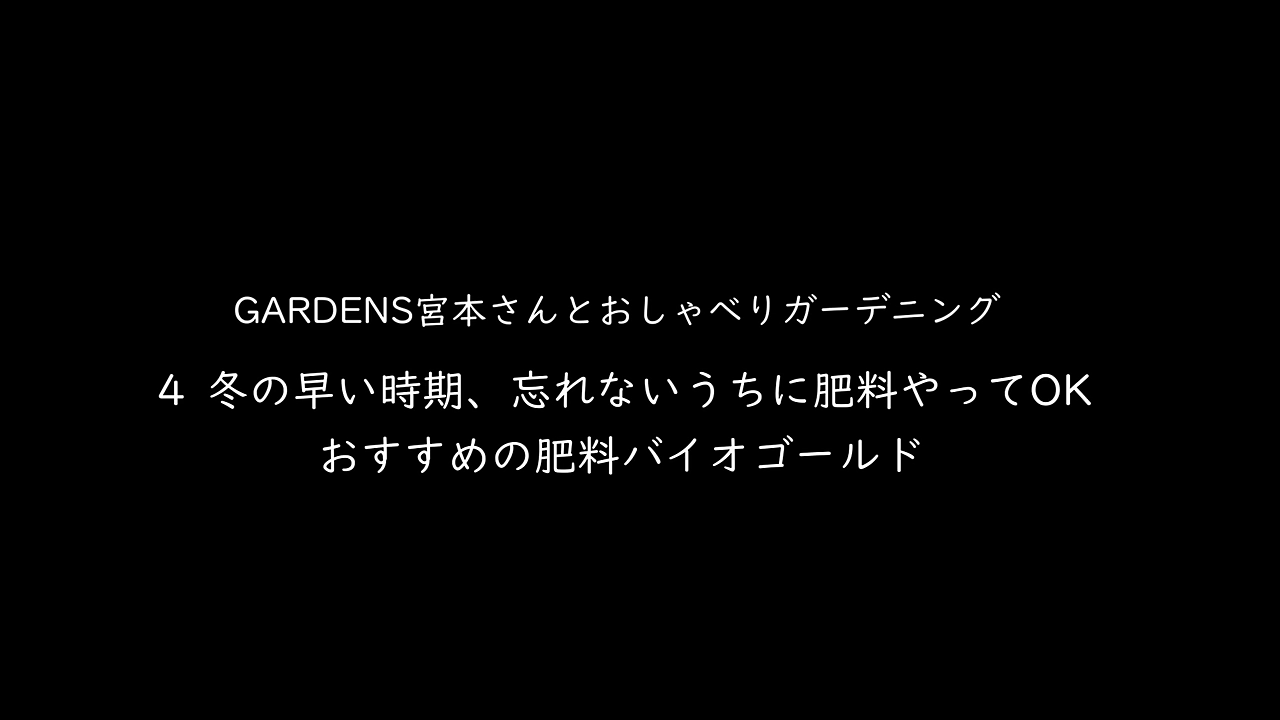 GARDENS宮本さんとおしゃべりガーデニング
4 冬の早い時期、忘れないうちに肥料やってOK
おすすめの肥料バイオゴールド